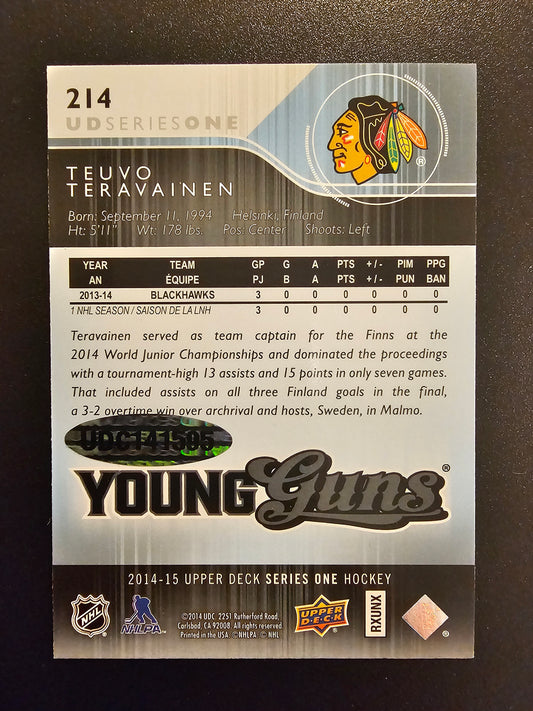 214
UD SERIES ONE
TEUVO
TERAVAINEN
Born: September 11, 1994 Helsinki, Finland
Ht: 5'11" Wt: 178 lbs. Pos: Center Shoots: Left
YEAR TEAM GP G A PTS +/- PIM PPG
AN ÉQUIPE PJ B A PTS +/- PUN BAN
2013-14 BLACKHAWKS 3 0 0 0 0 0 0
1 NHL SEASON / SAISON DE LA LNH 3 0 0 0 0 0 0
Teravainen served as team captain for the Finns at the
2014 World Junior Championships and dominated the proceedings
with a tournament-high 13 assists and 15 points in only seven games.
That included assists on all three Finland goals in the final,
a 3-2 overtime win over archrival and hosts, Sweden, in Malmo.
UDC141505
YOUNG Guns®
2014-15 UPPER DECK SERIES ONE HOCKEY
NHL
NHLPA
©2014 UDC 2251 Rutherford Road,
Carlsbad, CA 92008. All rights reserved.
Printed in the USA. ©NHLPA ©NHL
UPPER
DECK
RXUNX
®